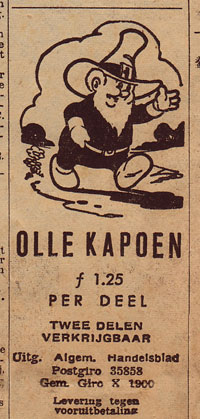 OLLE KAPOEN
ƒ 1.25
PER DEEL
TWEE DELEN
VERKRIJGBAAR
Uitg. Algem. Handelsblad
Postgiro 35858
Gem. Giro X 1900
Levering tegen
vooruitbetaling